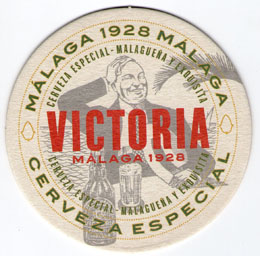 MÁLAGA 1928 MÁLAGA
CERVEZA ESPECIAL - MALAGUEÑA Y EXQUISITA
VICTORIA
MÁLAGA 1928
CERVEZA ESPECIAL - MALAGUEÑA Y EXQUISITA
CERVEZA ESPECIAL